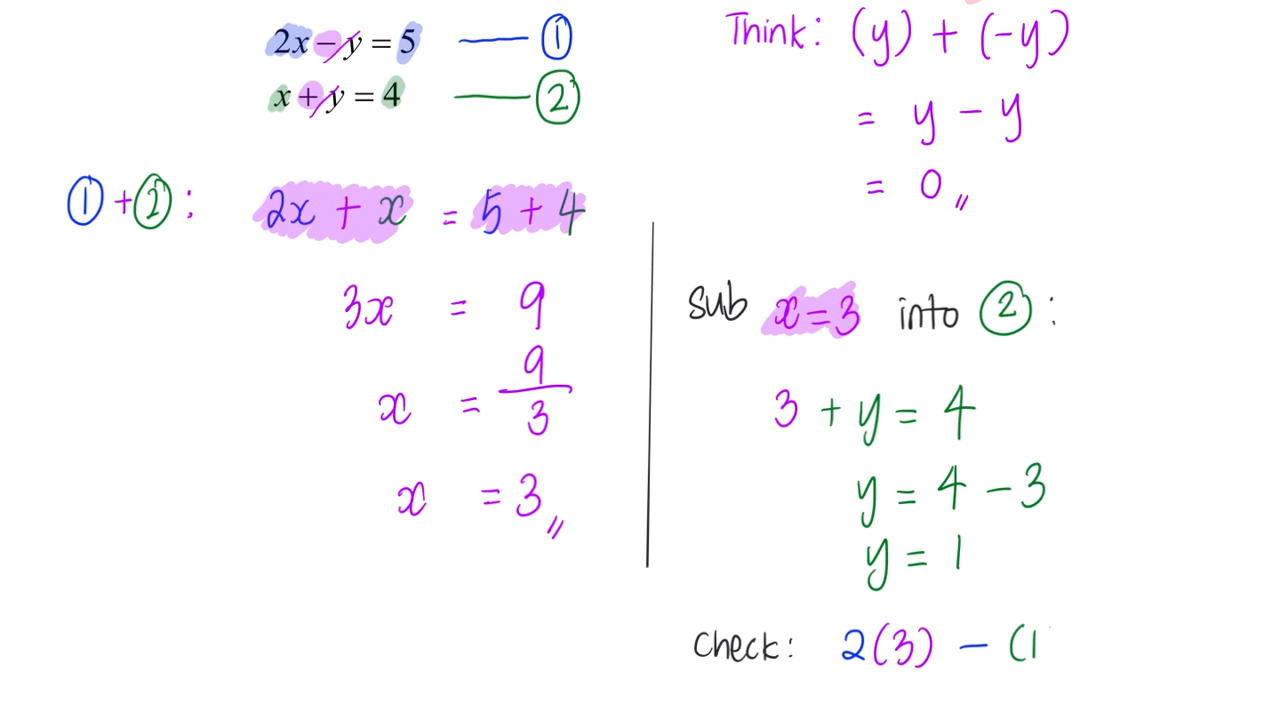 2x − y = 5 ①
x + y = 4 ②
① + ② : 2x + x = 5 + 4
3x = 9
x = 9/3
x = 3 〃
Think: (y) + (−y)
= y − y
= 0 〃
Sub x=3 into ② :
3 + y = 4
y = 4 − 3
y = 1
Check: 2(3) − (1